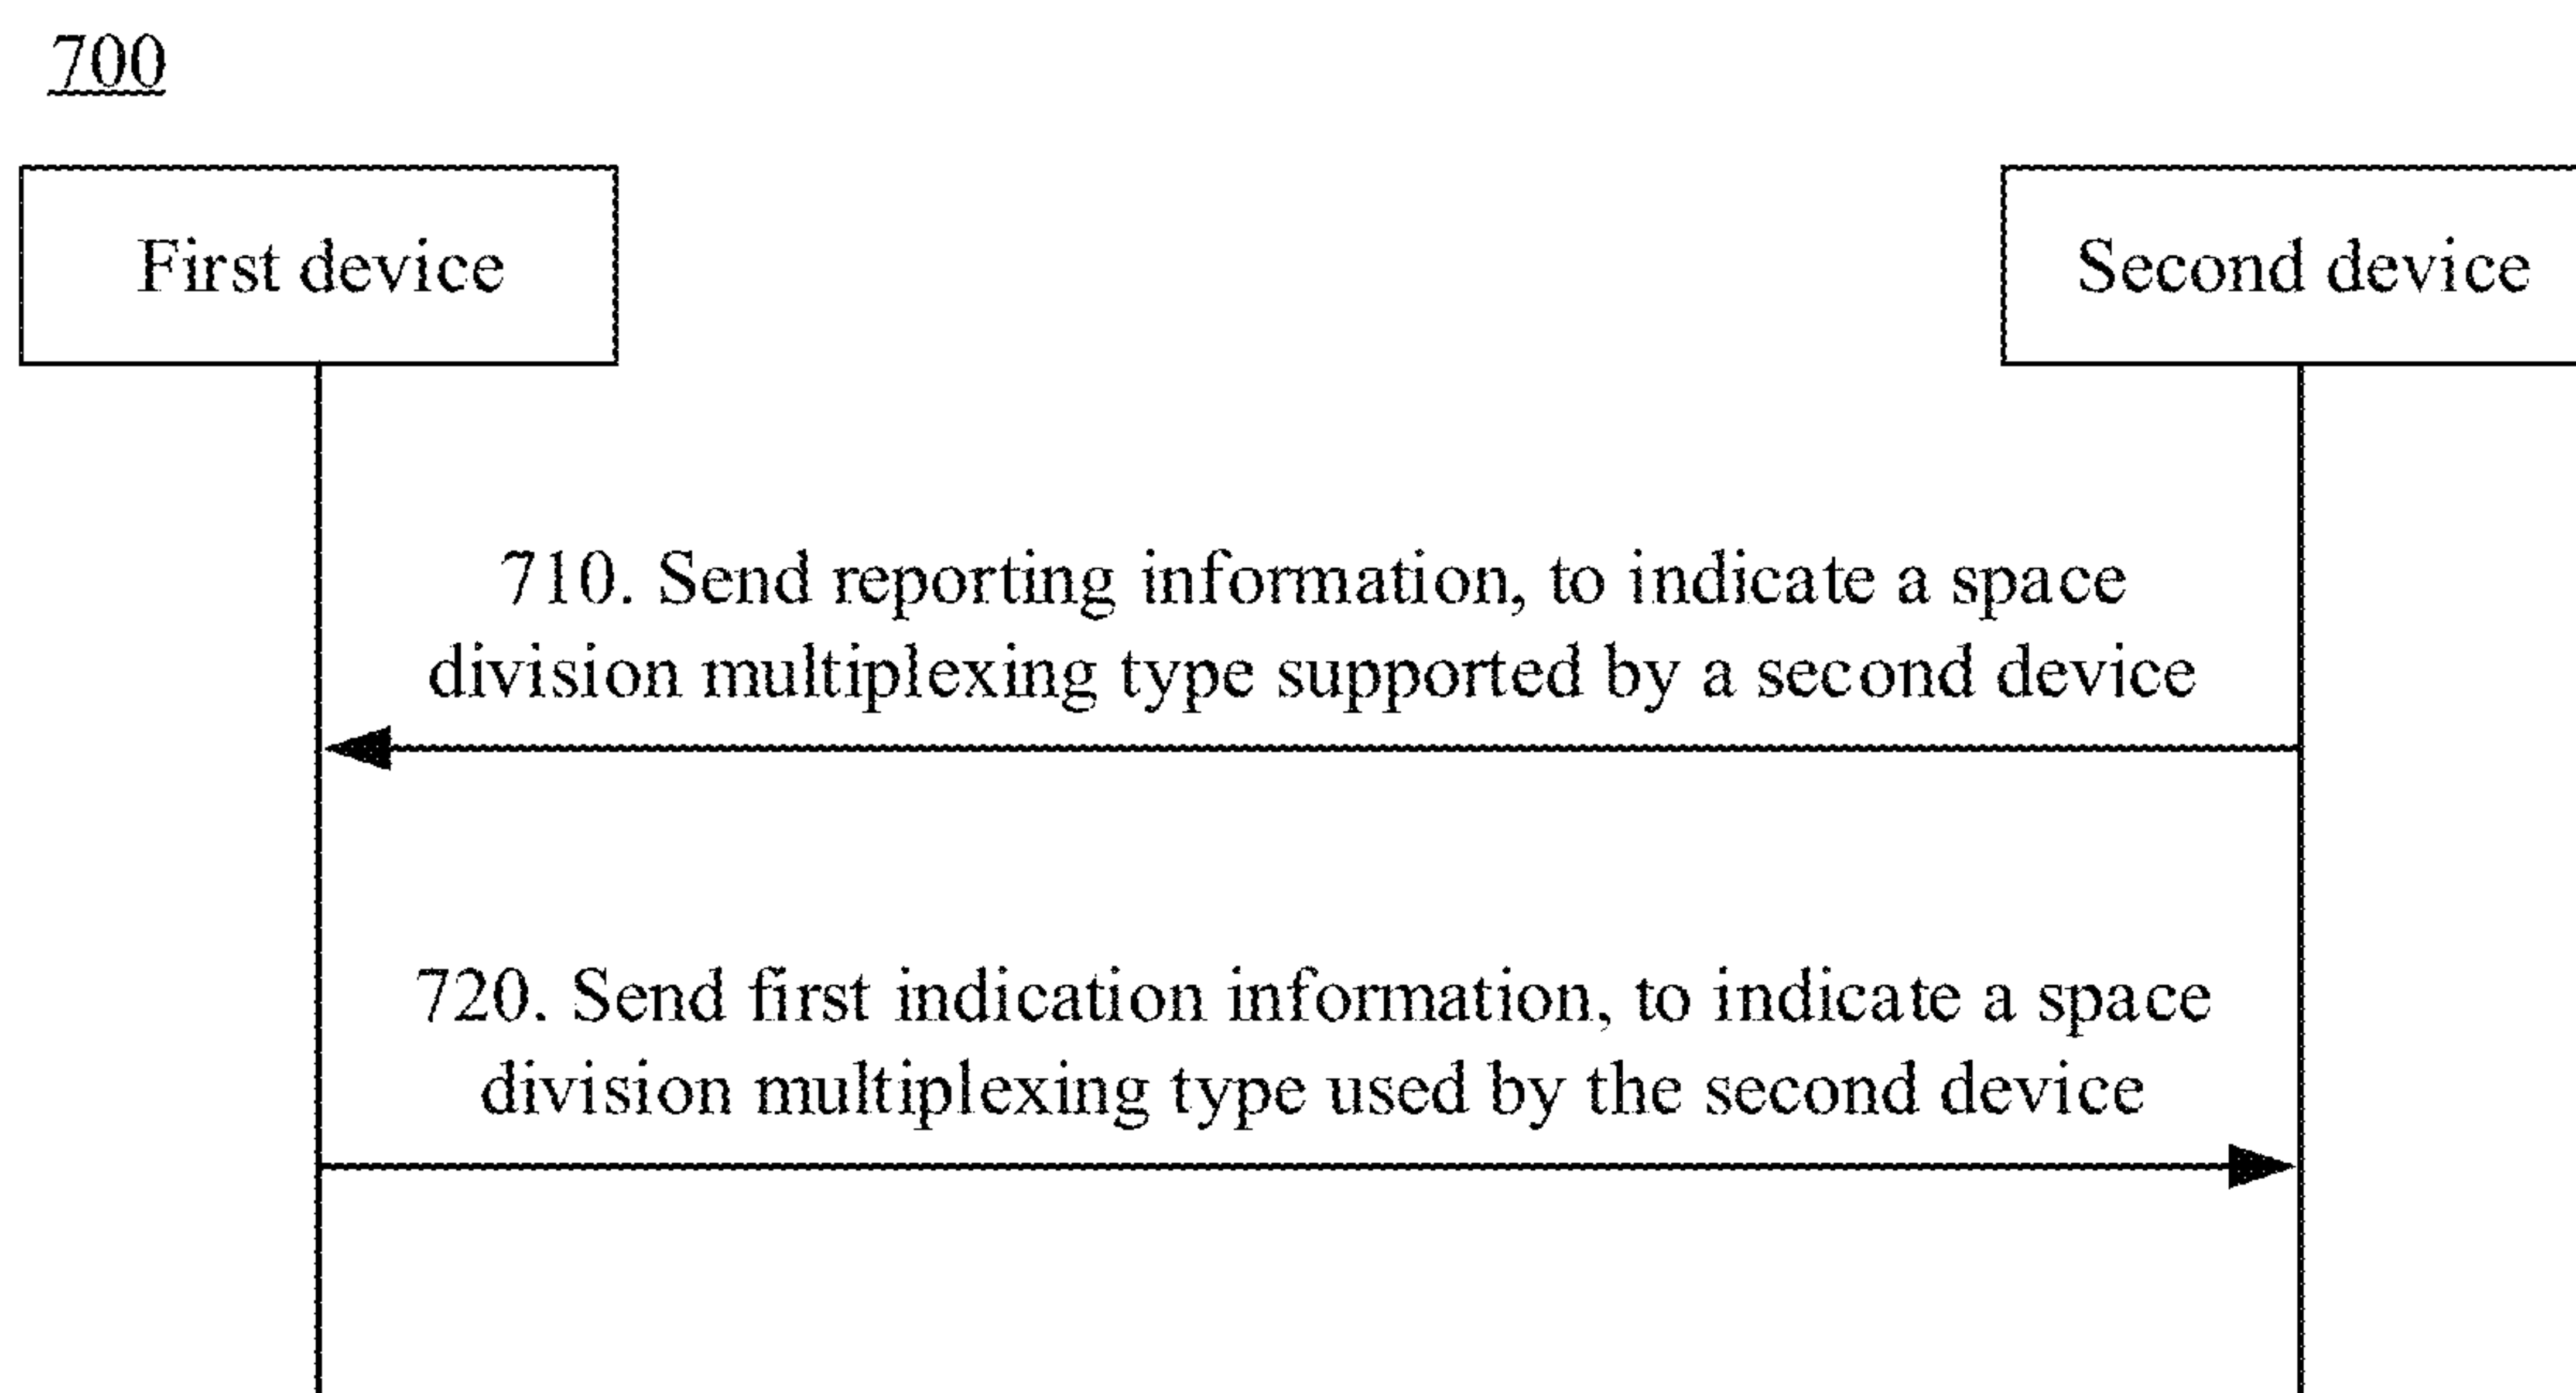 700
First device
Second device
710. Send reporting information, to indicate a space
division multiplexing type supported by a second device
720. Send first indication information, to indicate a space
division multiplexing type used by the second device